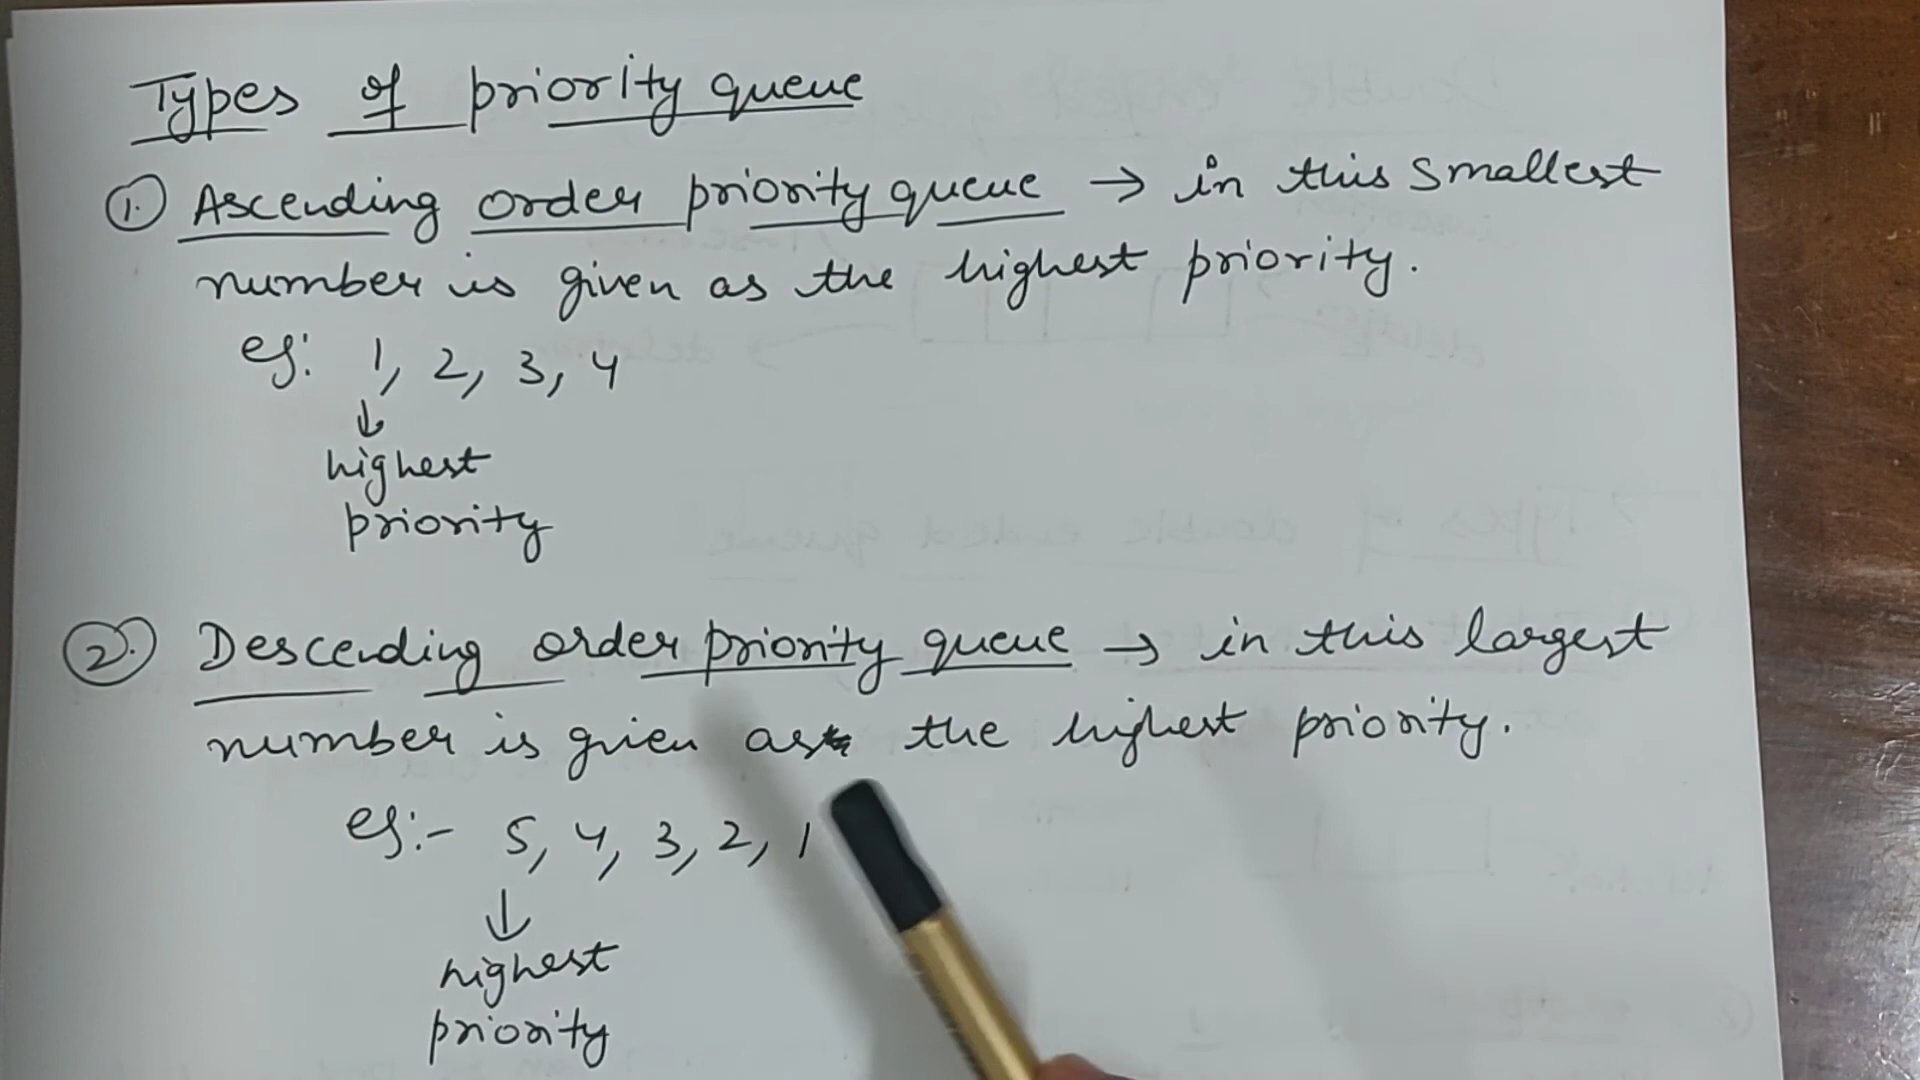 Types of priority queue
1. Ascending order priority queue → in this smallest
number is given as the highest priority.
eg: 1, 2, 3, 4
↓
highest
priority
2. Descending order priority queue → in this largest
number is given as the highest priority.
eg:- 5, 4, 3, 2, 1
↓
highest
priority